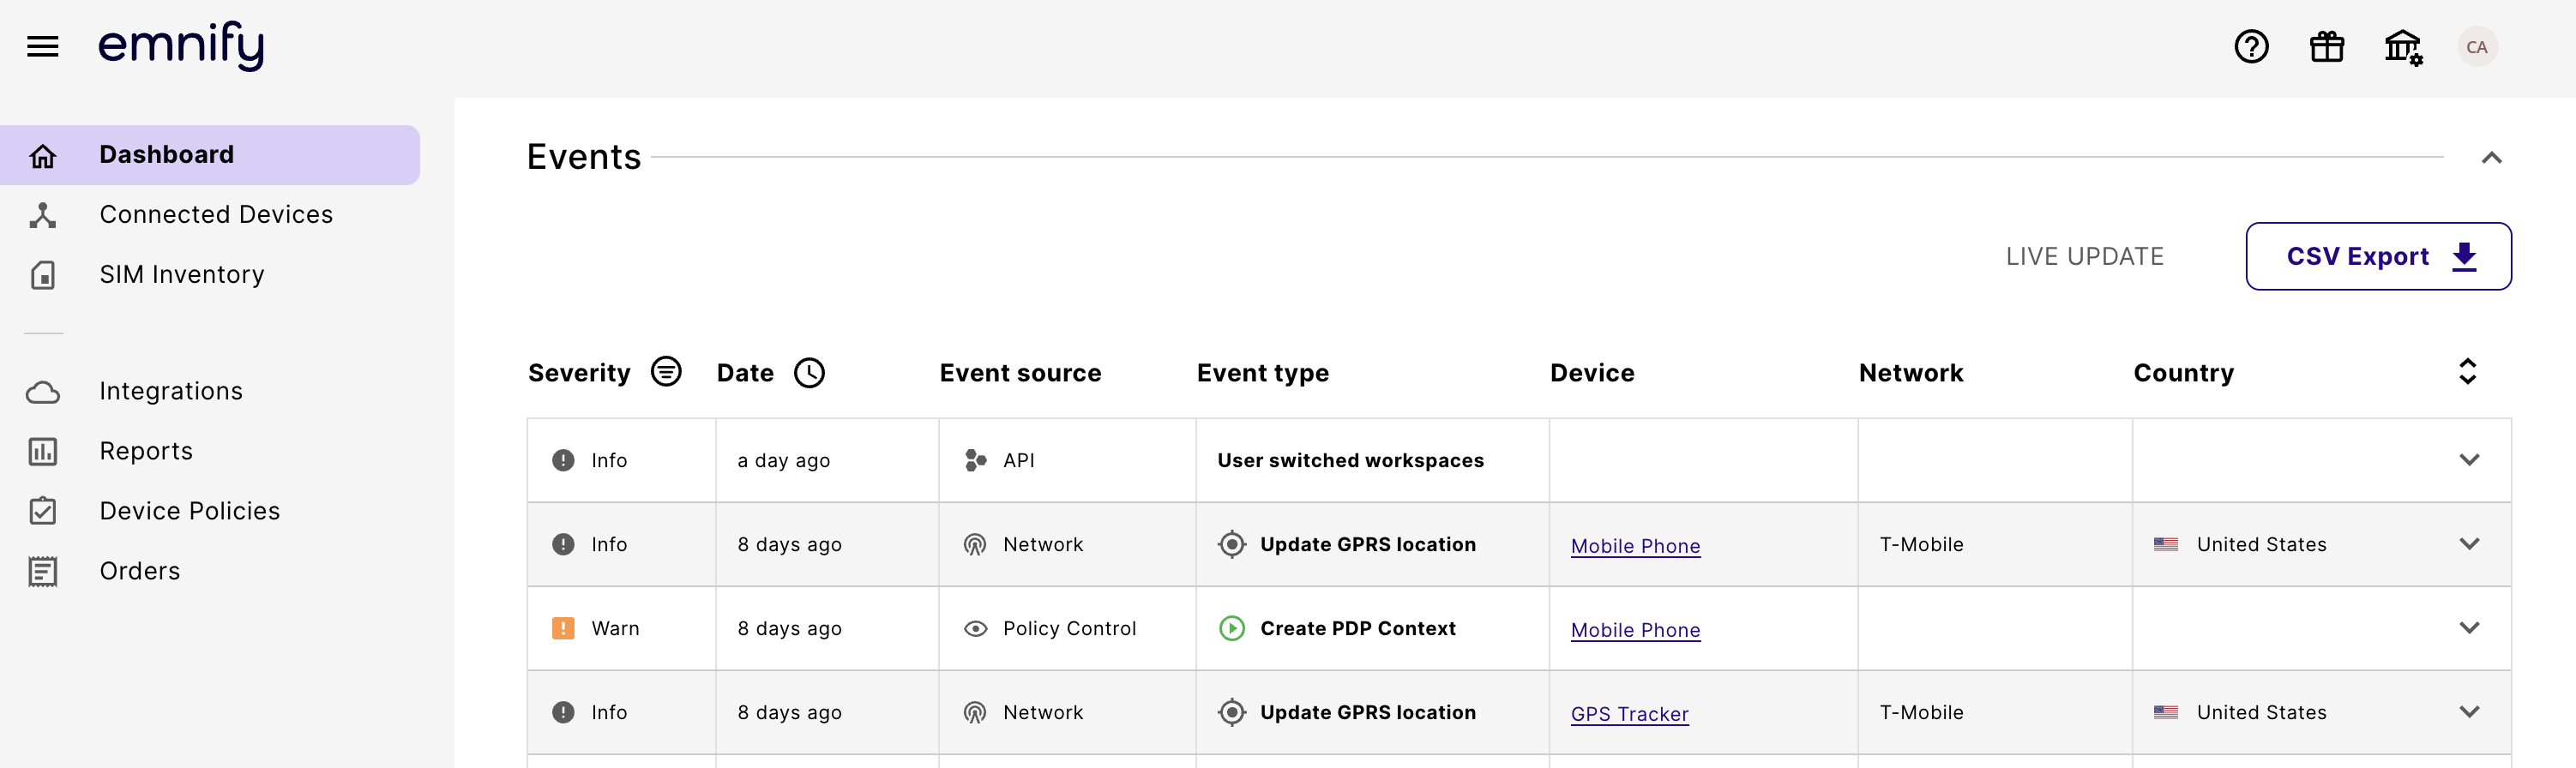 emnify
CA
Dashboard
Connected Devices
SIM Inventory
Integrations
Reports
Device Policies
Orders
Events
LIVE UPDATE
CSV Export
Severity Date Event source Event type Device Network Country
Info a day ago API User switched workspaces
Info 8 days ago Network Update GPRS location Mobile Phone T-Mobile United States
Warn 8 days ago Policy Control Create PDP Context Mobile Phone
Info 8 days ago Network Update GPRS location GPS Tracker T-Mobile United States